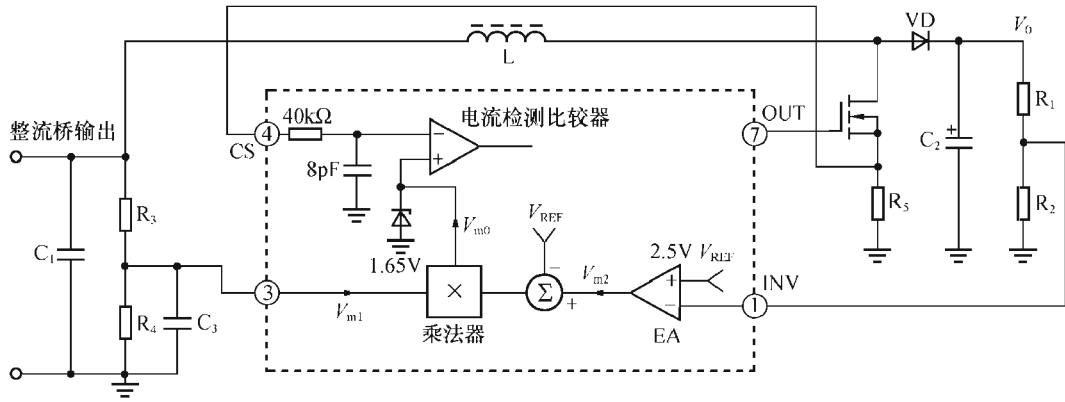 VD
V₀
L
R₁
40kΩ
电流检测比较器
OUT
整流桥输出
④
CS
−
+
⑦
C₂
+
8pF
R₂
R₃
R₅
Vm0
VREF
C₁
1.65V
2.5V VREF
③
×
−
Σ
+
Vm2
+
−
INV
①
Vm1
R₄
C₃
乘法器
EA